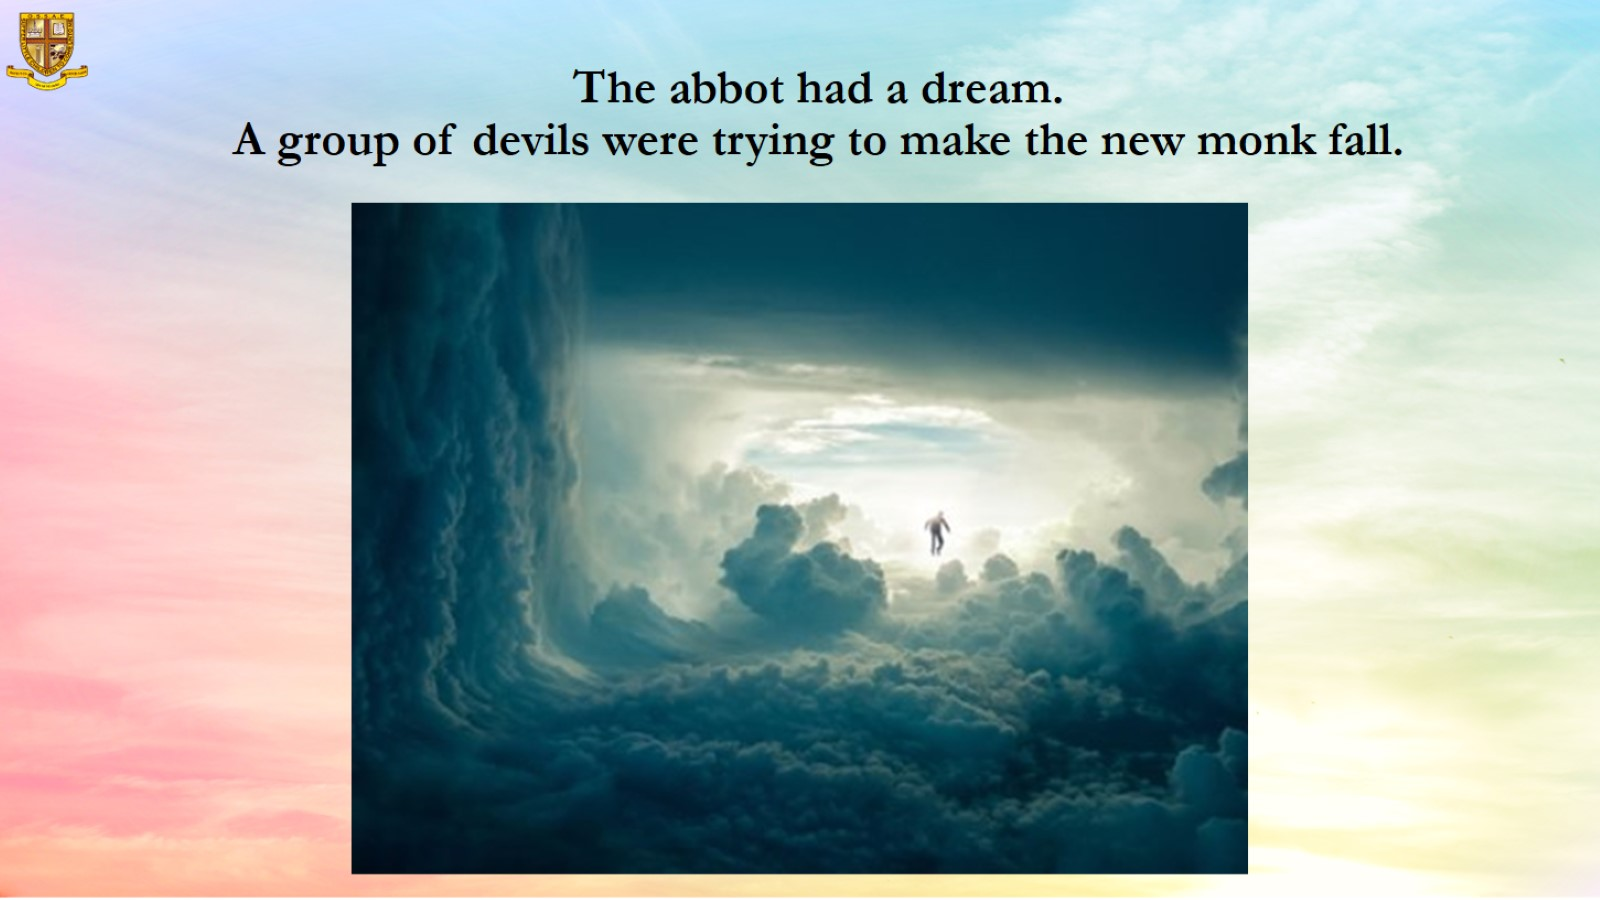 The abbot had a dream.
A group of devils were trying to make the new monk fall.